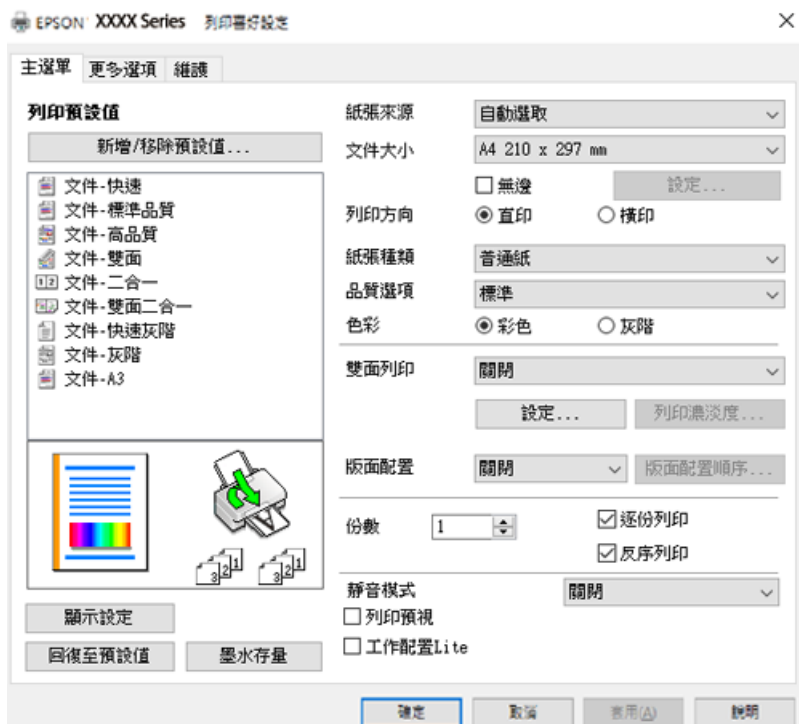 EPSON XXXX Series 列印喜好設定
主選單 更多選項 維護
列印預設值
新增/移除預設值...
文件-快速
文件-標準品質
文件-高品質
文件-雙面
文件-二合一
文件-雙面二合一
文件-快速灰階
文件-灰階
文件-A3
顯示設定
回復至預設值 墨水存量
紙張來源 自動選取
文件大小 A4 210 x 297 mm
無邊 設定...
列印方向 直印 橫印
紙張種類 普通紙
品質選項 標準
色彩 彩色 灰階
雙面列印 關閉
設定... 列印濃淡度...
版面配置 關閉 版面配置順序...
份數 1 逐份列印
反序列印
靜音模式 關閉
列印預視
工作配置Lite
確定 取消 套用(A) 說明